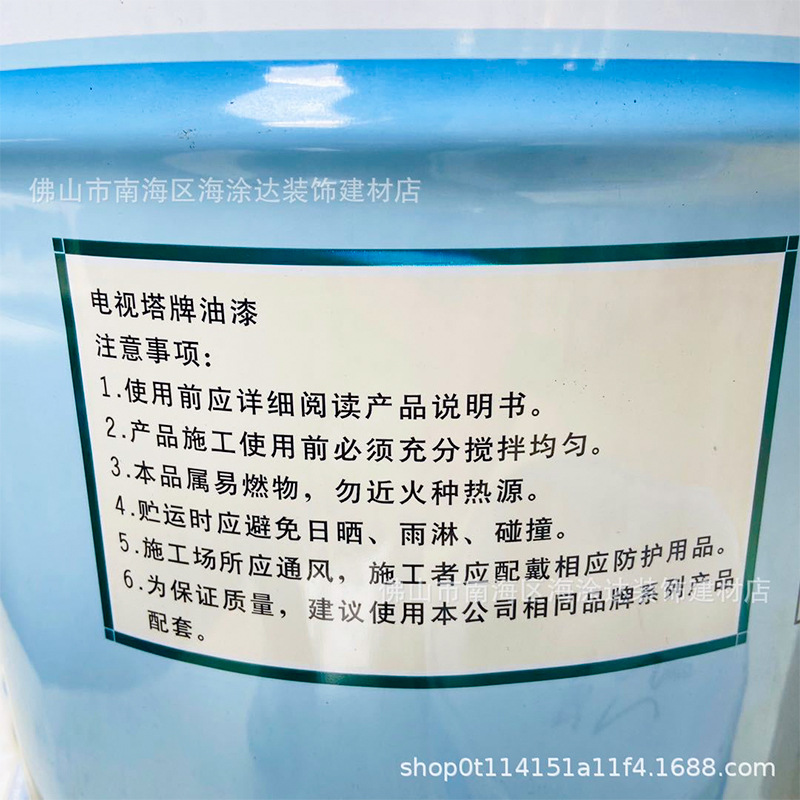 佛山市南海区海涂达装饰建材店
电视塔牌油漆
注意事项：
1.使用前应详细阅读产品说明书。
2.产品施工使用前必须充分搅拌均匀。
3.本品属易燃物，勿近火种热源。
4.贮运时应避免日晒、雨淋、碰撞。
5.施工场所应通风，施工者应配戴相应防护用品。
6.为保证质量，建议使用本公司相同品牌系列产品
配套。
佛山市南海区海涂达装饰建材店
shop0t114151a11f4.1688.com